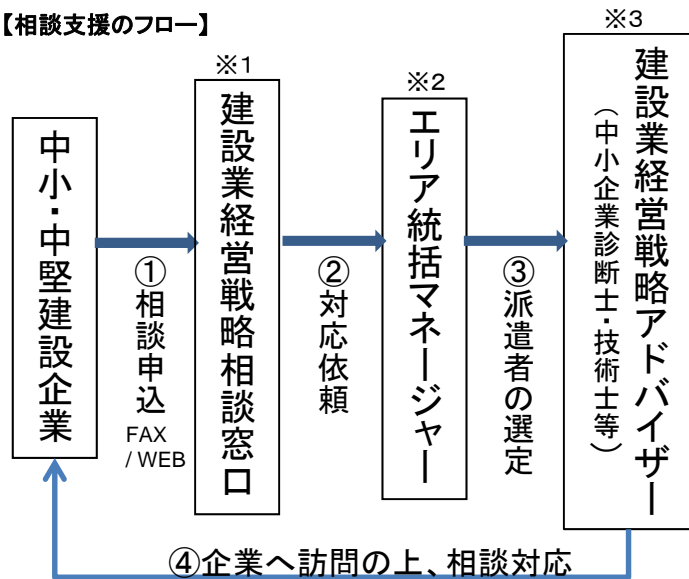 【相談支援のフロー】
中小・中堅建設企業
①相談申込
FAX
/ WEB
※1
建設業経営戦略相談窓口
②対応依頼
※2
エリア統括マネージャー
③派遣者の選定
※3
建設業経営戦略アドバイザー
（中小企業診断士・技術士等）
④企業へ訪問の上、相談対応